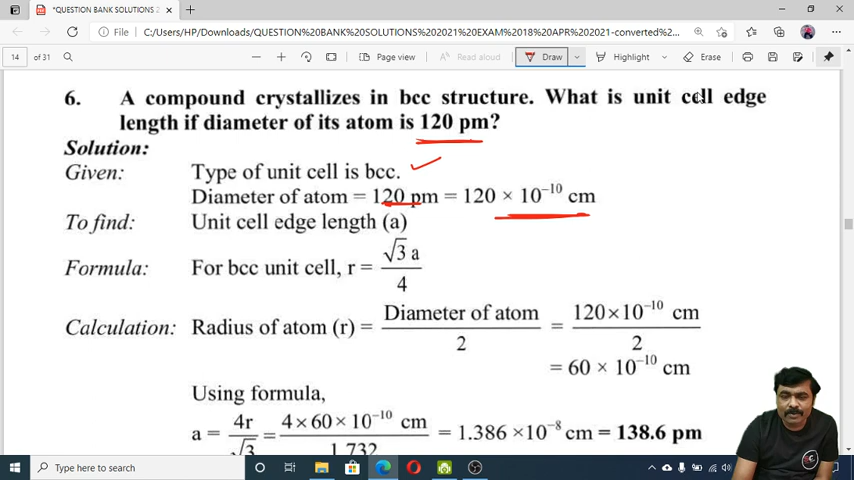 QUESTION BANK SOLUTIONS 2
File
C:/Users/HP/Downloads/QUESTION%20BANK%20SOLUTIONS%202021%20EXAM%2018%20APR%202021-converted%20...
14 of 31
Page view
Read aloud
Draw
Highlight
Erase
6. A compound crystallizes in bcc structure. What is unit cell edge
length if diameter of its atom is 120 pm?
Solution:
Given: Type of unit cell is bcc.
Diameter of atom = 120 pm = 120 × 10⁻¹⁰ cm
To find: Unit cell edge length (a)
Formula: For bcc unit cell, r = √3 a / 4
Calculation: Radius of atom (r) = Diameter of atom / 2 = 120×10⁻¹⁰ cm / 2
= 60 × 10⁻¹⁰ cm
Using formula,
a = 4r / √3 = 4×60×10⁻¹⁰ cm / 1.732 = 1.386 ×10⁻⁸ cm = 138.6 pm
Type here to search